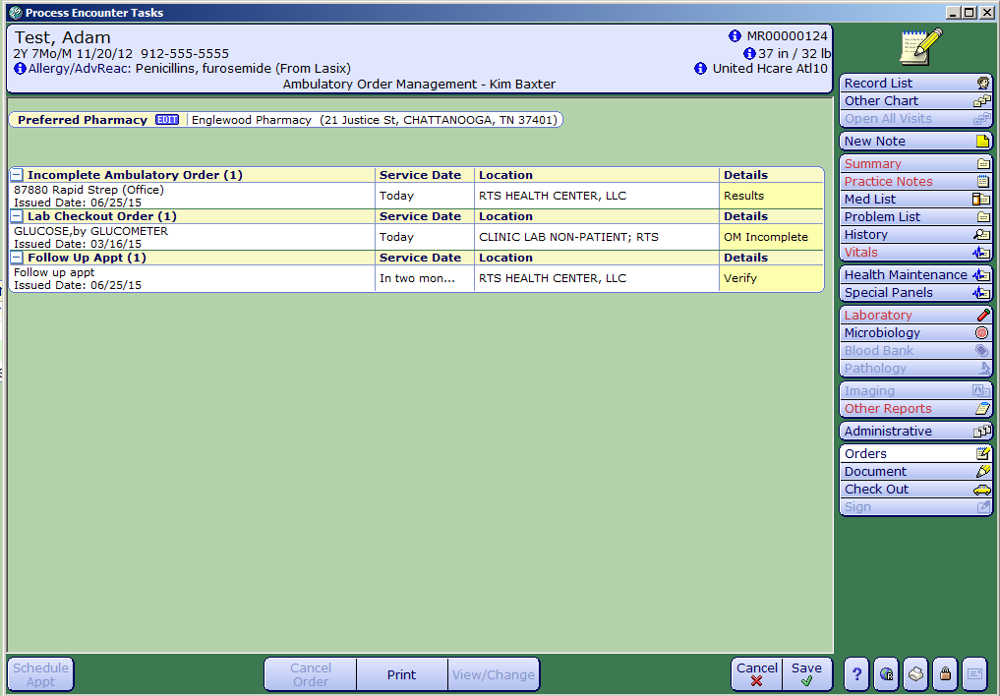 Process Encounter Tasks
Test, Adam
MR00000124
2Y 7Mo/M 11/20/12 912-555-5555
37 in / 32 lb
Allergy/AdvReac: Penicillins, furosemide (From Lasix)
United Hcare Atl10
Ambulatory Order Management - Kim Baxter
Preferred Pharmacy EDIT Englewood Pharmacy (21 Justice St, CHATTANOOGA, TN 37401)
Incomplete Ambulatory Order (1) Service Date Location Details
87880 Rapid Strep (Office)
Issued Date: 06/25/15
Today RTS HEALTH CENTER, LLC Results
Lab Checkout Order (1) Service Date Location Details
GLUCOSE,by GLUCOMETER
Issued Date: 03/16/15
Today CLINIC LAB NON-PATIENT; RTS OM Incomplete
Follow Up Appt (1) Service Date Location Details
Follow up appt
Issued Date: 06/25/15
In two mon... RTS HEALTH CENTER, LLC Verify
Record List
Other Chart
Open All Visits
New Note
Summary
Practice Notes
Med List
Problem List
History
Vitals
Health Maintenance
Special Panels
Laboratory
Microbiology
Blood Bank
Pathology
Imaging
Other Reports
Administrative
Orders
Document
Check Out
Sign
Schedule
Appt
Cancel
Order
Print
View/Change
Cancel
Save
?